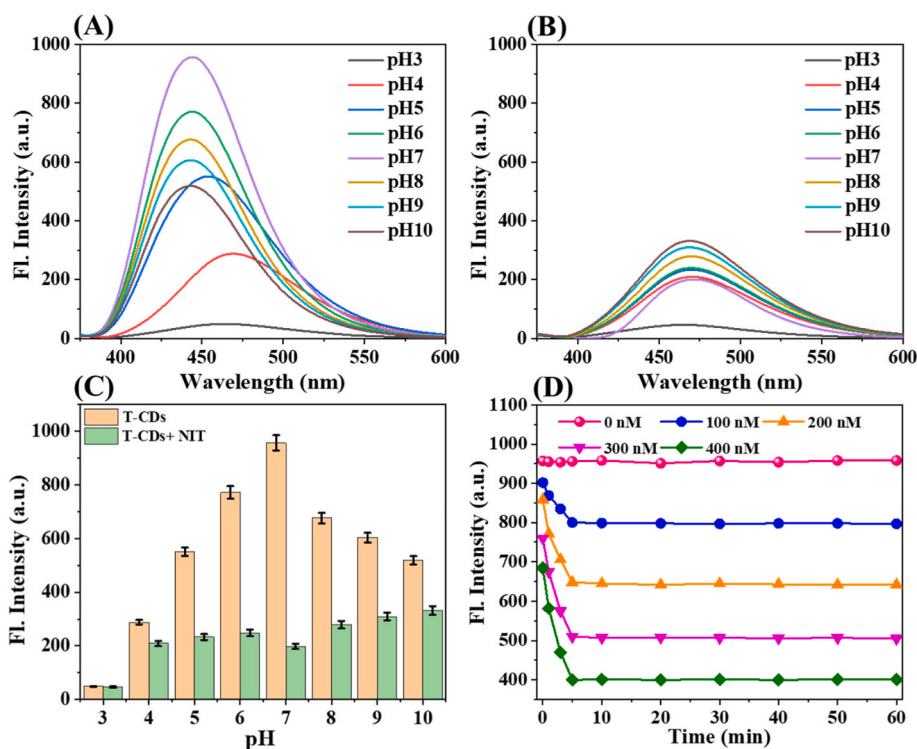 (A)
1000
800
600
400
200
0
Fl. Intensity (a.u.)
400
450
500
550
600
Wavelength (nm)
pH3
pH4
pH5
pH6
pH7
pH8
pH9
pH10
(B)
1000
800
600
400
200
0
Fl. Intensity (a.u.)
400
450
500
550
600
Wavelength (nm)
pH3
pH4
pH5
pH6
pH7
pH8
pH9
pH10
(C)
T-CDs
T-CDs+ NIT
1000
800
600
400
200
0
Fl. Intensity (a.u.)
3
4
5
6
7
8
9
10
pH
(D)
1100
1000
900
800
700
600
500
400
Fl. Intensity (a.u.)
0 nM
100 nM
200 nM
300 nM
400 nM
0
10
20
30
40
50
60
Time (min)